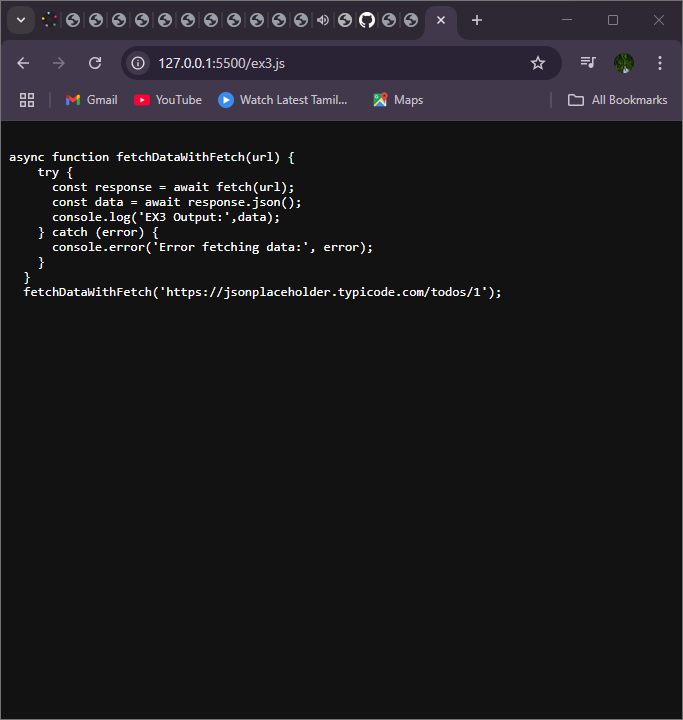 127.0.0.1:5500/ex3.js
Gmail
YouTube
Watch Latest Tamil...
Maps
All Bookmarks
async function fetchDataWithFetch(url) {
    try {
      const response = await fetch(url);
      const data = await response.json();
      console.log('EX3 Output:',data);
    } catch (error) {
      console.error('Error fetching data:', error);
    }
  }
  fetchDataWithFetch('https://jsonplaceholder.typicode.com/todos/1');